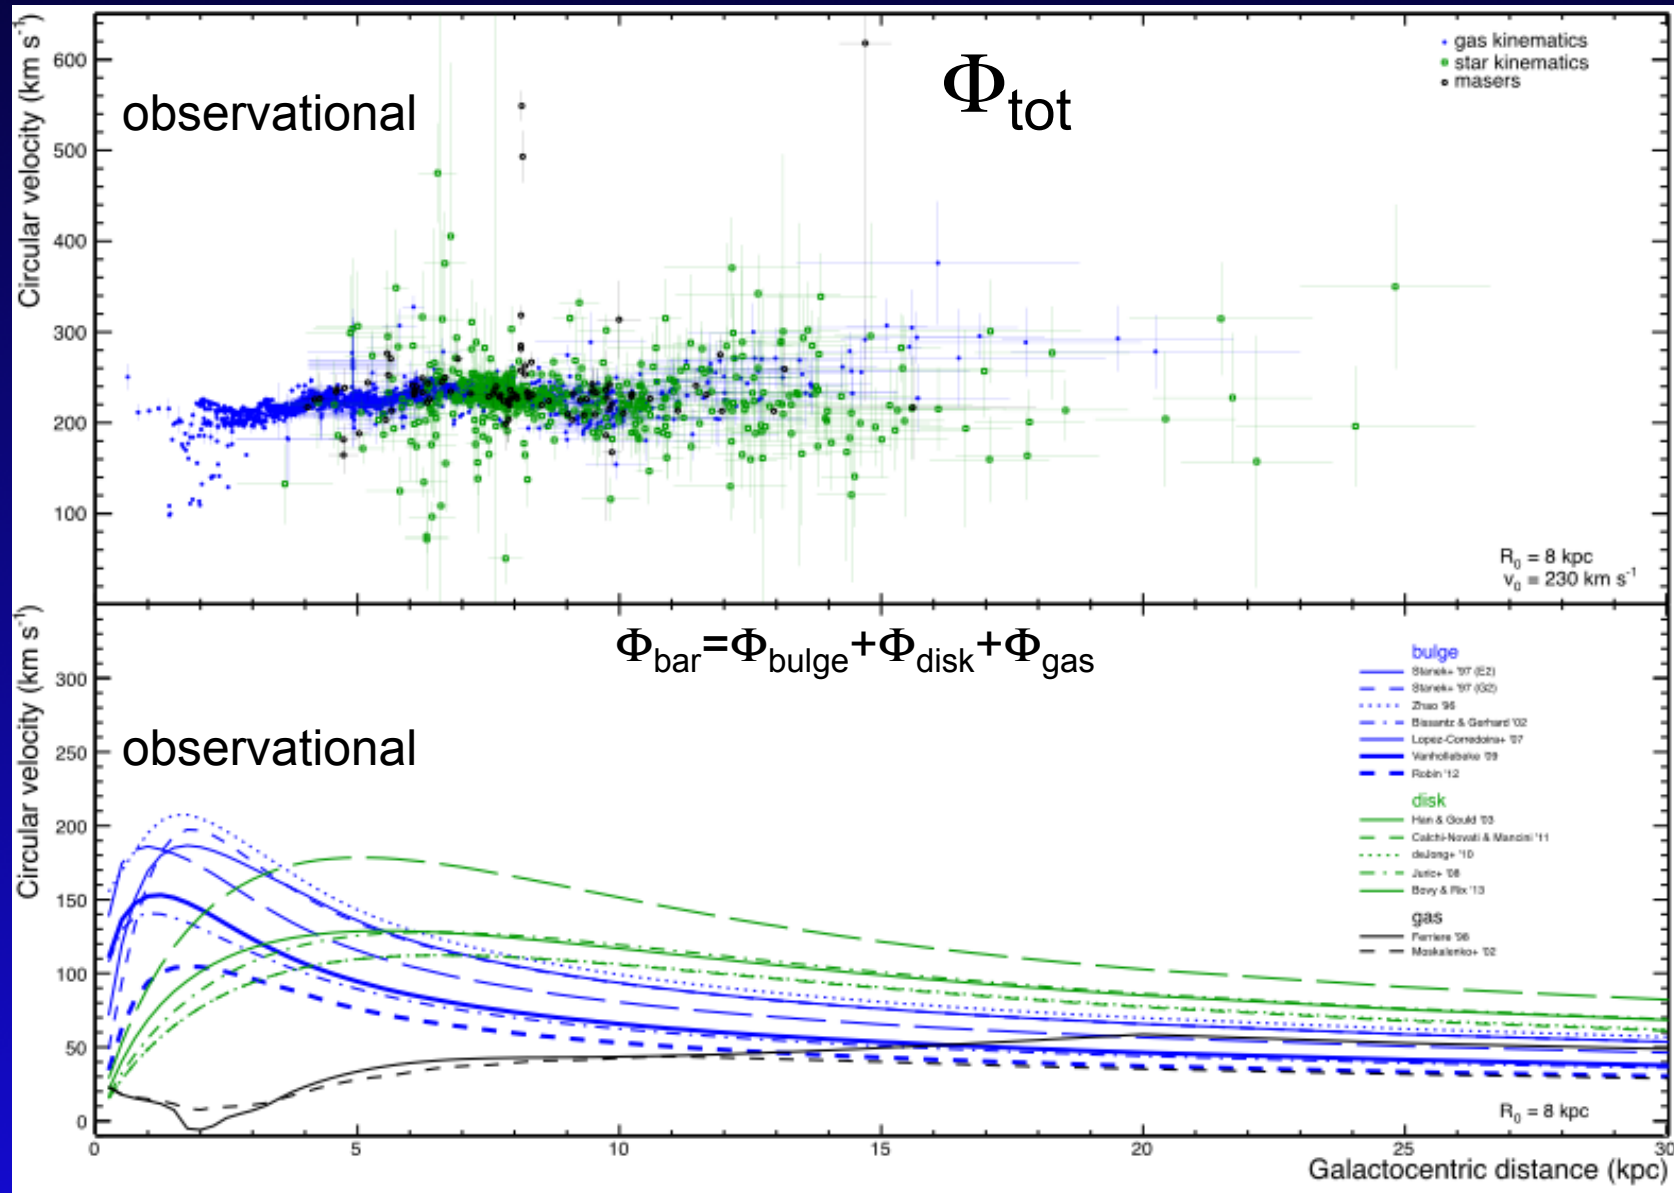 Circular velocity (km s-1)
600
500
400
300
200
100
observational
Φtot
gas kinematics
star kinematics
masers
R0 = 8 kpc
v0 = 230 km s-1
Circular velocity (km s-1)
300
250
200
150
100
50
0
Φbar=Φbulge+Φdisk+Φgas
observational
bulge
Stanek+ '97 (E2)
Stanek+ '97 (G2)
Zhao '96
Bissantz & Gerhard '02
Lopez-Corredoira+ '07
Vanhollebeke '09
Robin '12
disk
Han & Gould '03
Calchi-Novati & Mancini '11
deJong+ '10
Juric+ '08
Bovy & Rix '13
gas
Ferriere '98
Moskalenko+ '02
R0 = 8 kpc
0 5 10 15 20 25 30
Galactocentric distance (kpc)